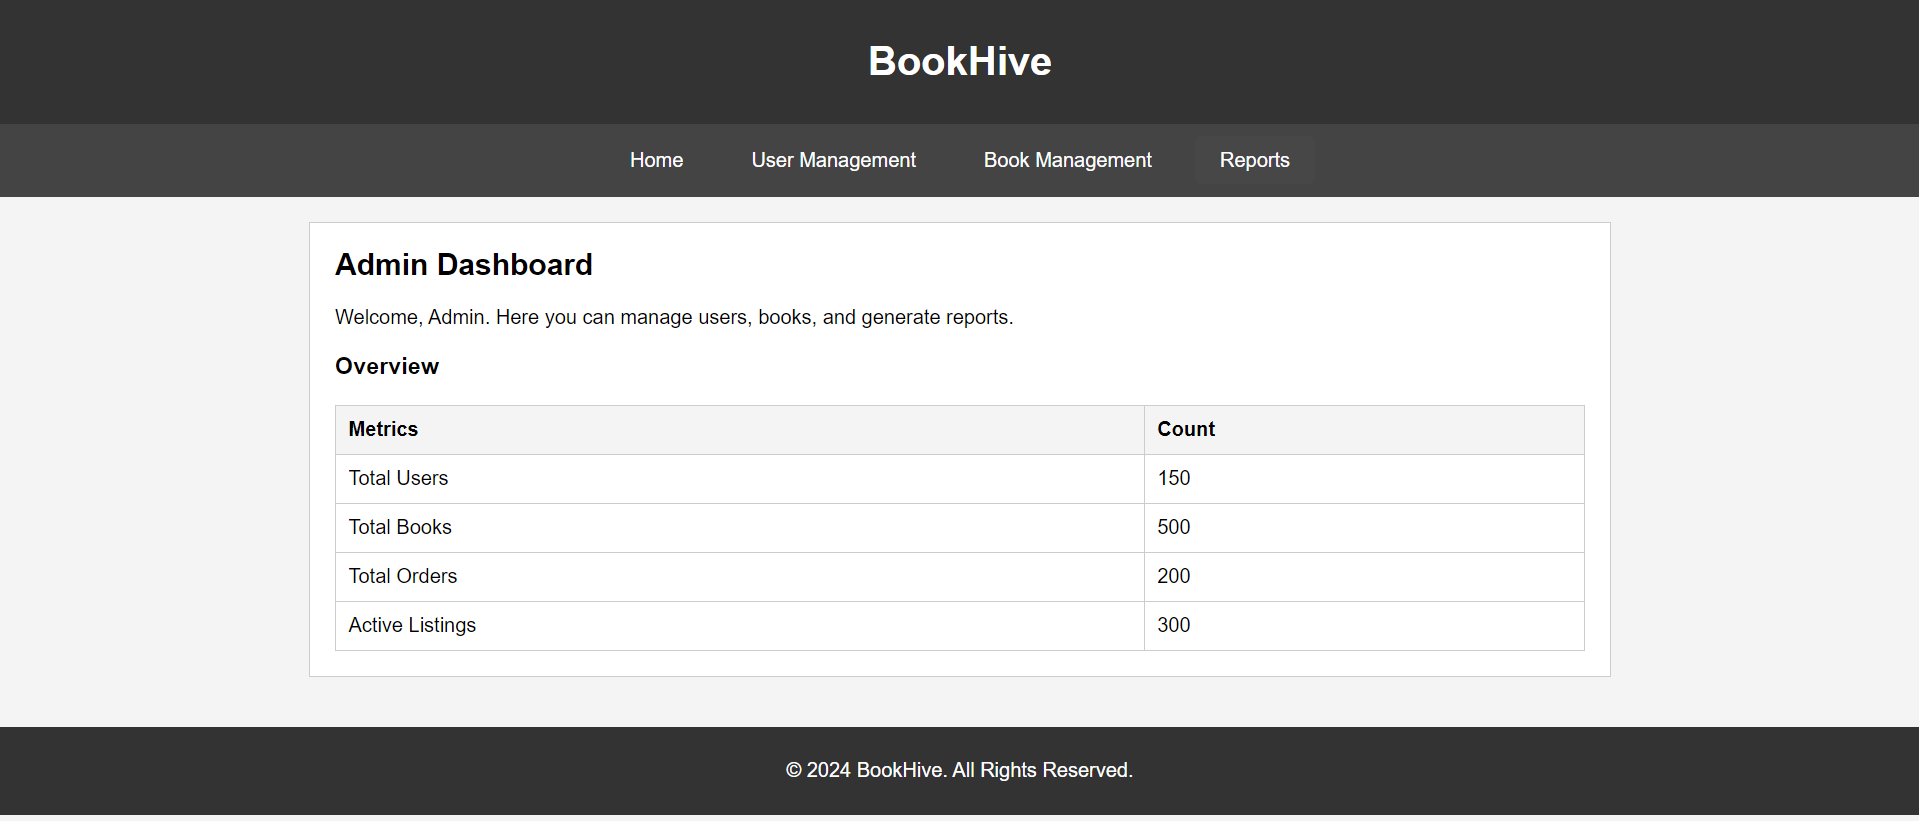 BookHive
Home User Management Book Management Reports
Admin Dashboard
Welcome, Admin. Here you can manage users, books, and generate reports.
Overview
Metrics Count
Total Users 150
Total Books 500
Total Orders 200
Active Listings 300
© 2024 BookHive. All Rights Reserved.